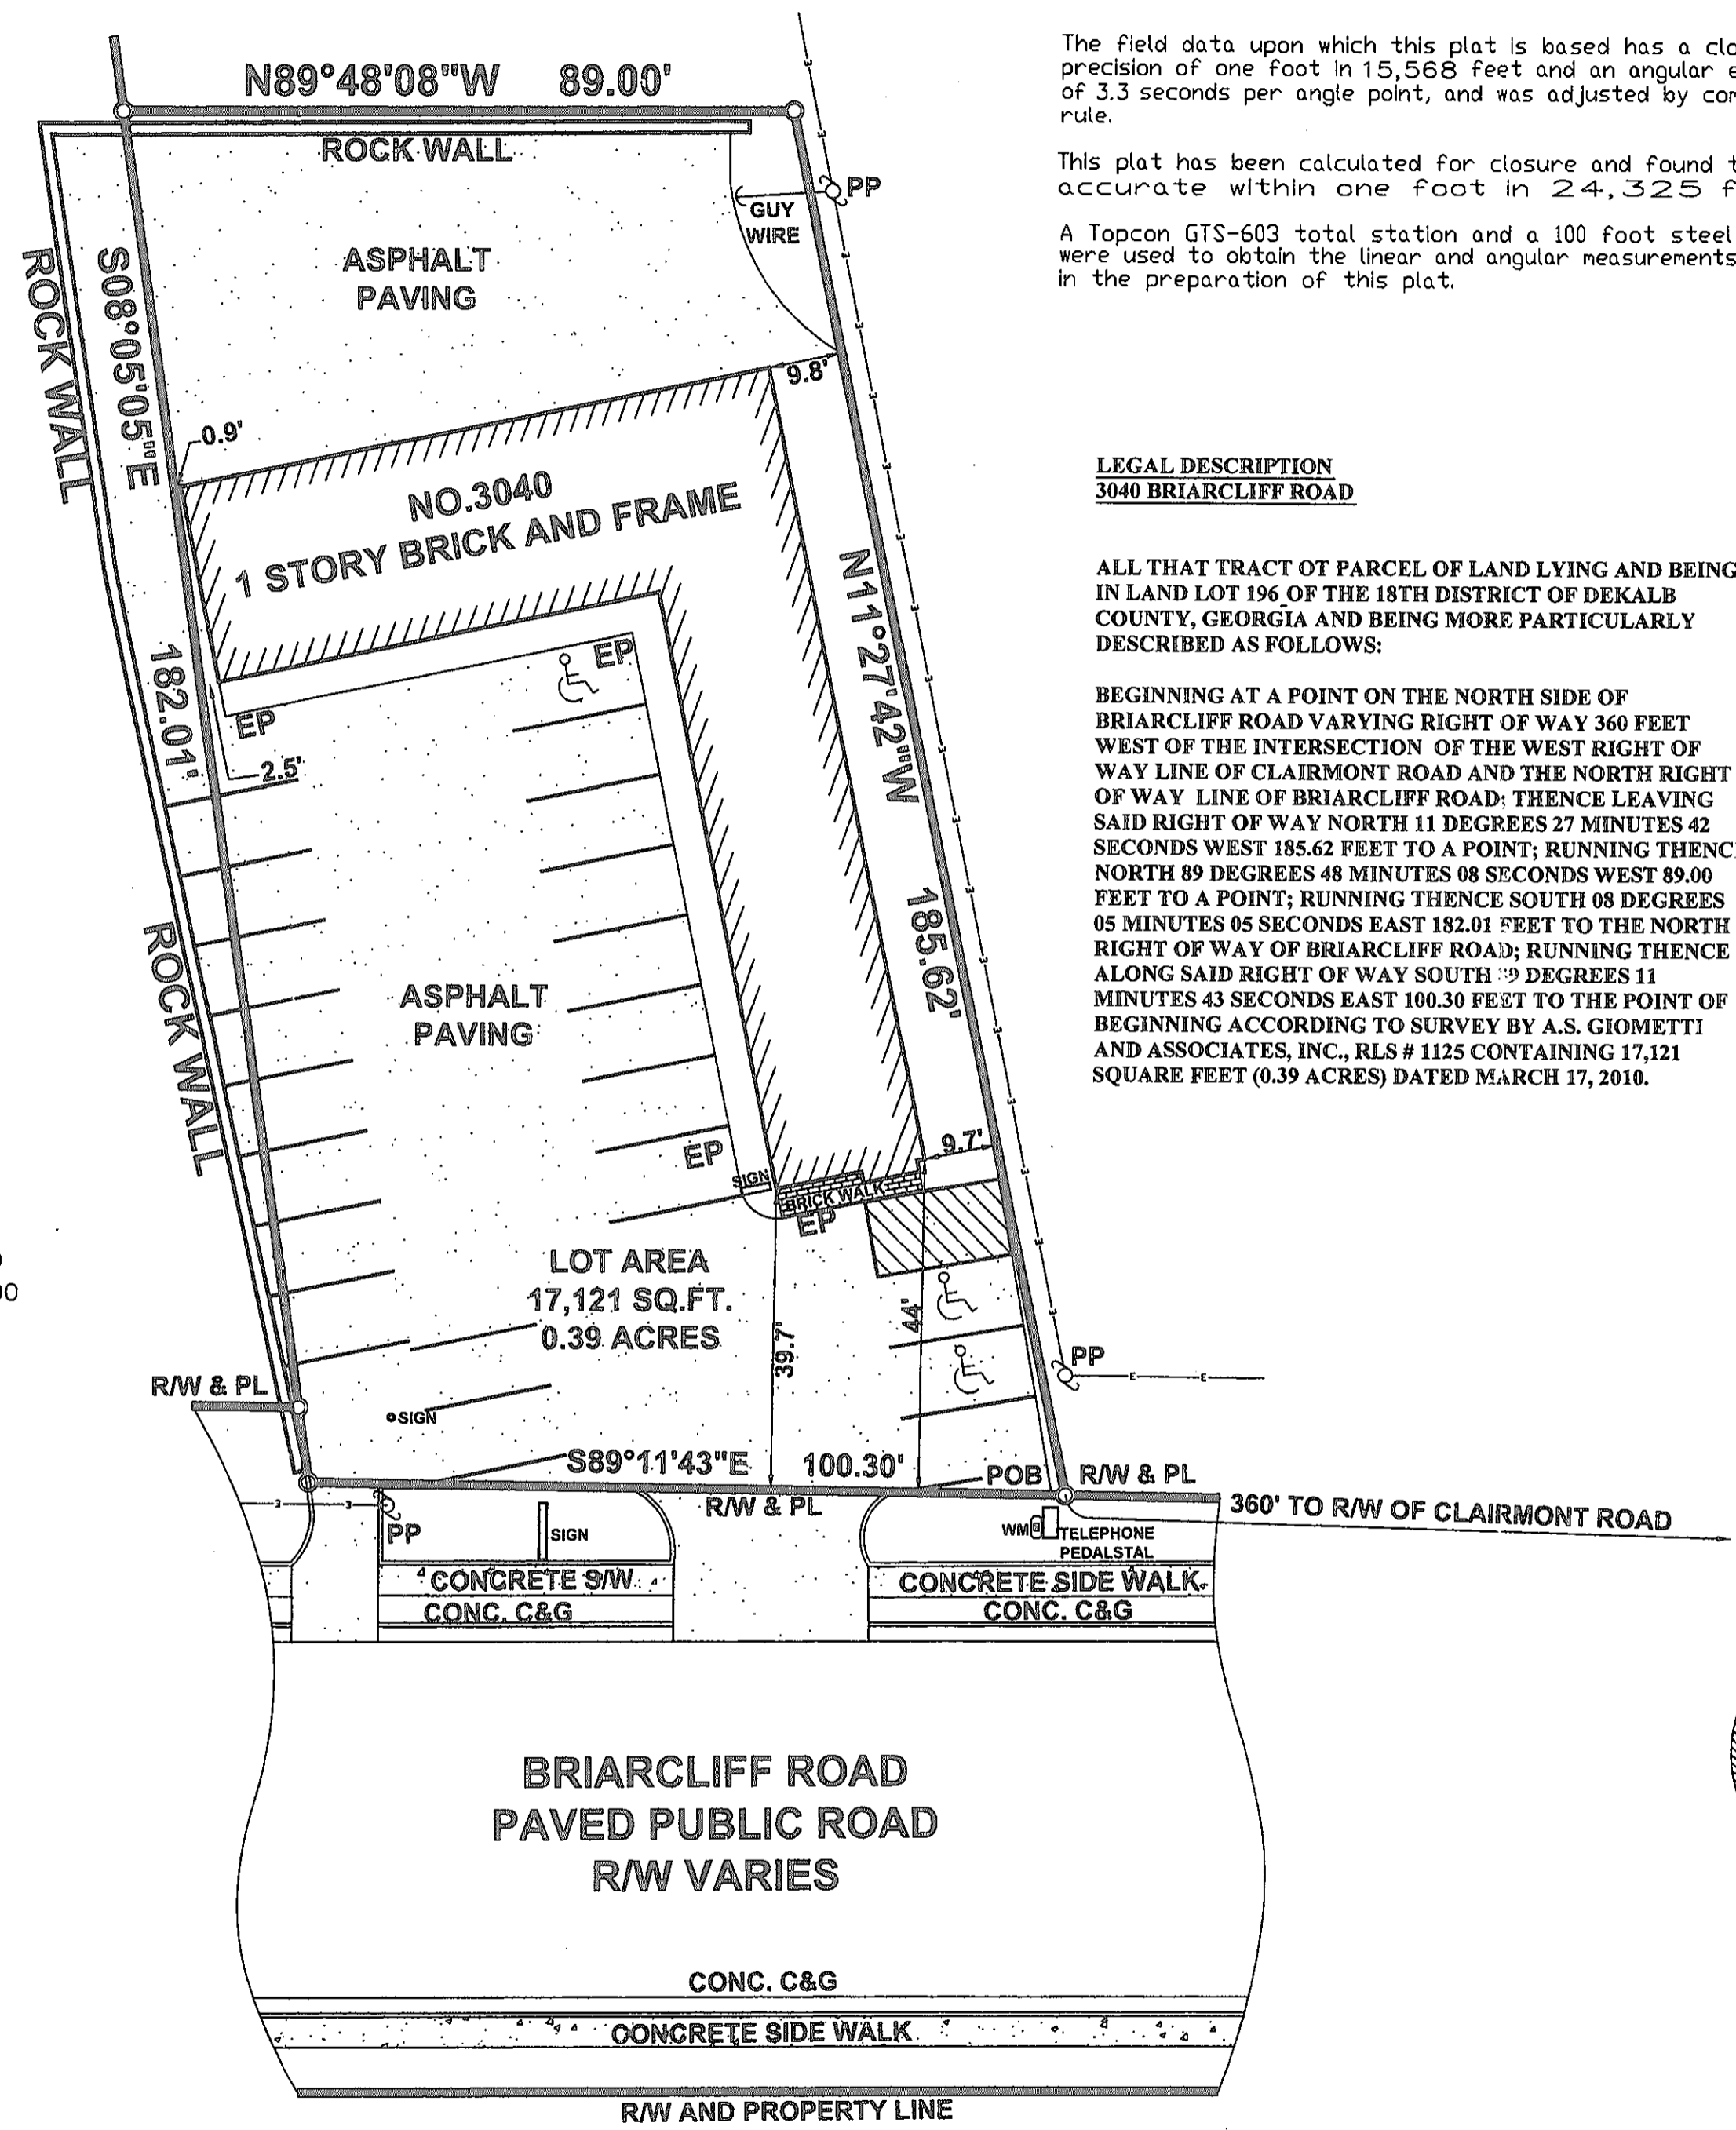 The field data upon which this plat is based has a clo
precision of one foot in 15,568 feet and an angular e
of 3.3 seconds per angle point, and was adjusted by co
rule.
This plat has been calculated for closure and found t
accurate within one foot in 24,325 f
A Topcon GTS-603 total station and a 100 foot steel
were used to obtain the linear and angular measurements
in the preparation of this plat.
N89°48'08"W 89.00'
ROCK WALL
PP
GUY
WIRE
ASPHALT
PAVING
ROCK WALL
S08°05'05"E
9.8'
0.9'
NO.3040
1 STORY BRICK AND FRAME
N11°27'42"W
EP
182.01'
EP
2.5'
185.62'
ROCK WALL
ASPHALT
PAVING
9.7'
EP
SIGN
BRICK WALK
EP
LOT AREA
17,121 SQ.FT.
0.39 ACRES
39.7'
44'
PP
E E
R/W & PL
SIGN
S89°11'43"E 100.30'
POB
R/W & PL
R/W & PL
360' TO R/W OF CLAIRMONT ROAD
PP
SIGN
WM
TELEPHONE
PEDALSTAL
CONCRETE S/W
CONCRETE SIDE WALK
CONC. C&G
CONC. C&G
BRIARCLIFF ROAD
PAVED PUBLIC ROAD
R/W VARIES
CONC. C&G
CONCRETE SIDE WALK
R/W AND PROPERTY LINE
LEGAL DESCRIPTION
3040 BRIARCLIFF ROAD
ALL THAT TRACT OT PARCEL OF LAND LYING AND BEING
IN LAND LOT 196 OF THE 18TH DISTRICT OF DEKALB
COUNTY, GEORGIA AND BEING MORE PARTICULARLY
DESCRIBED AS FOLLOWS:
BEGINNING AT A POINT ON THE NORTH SIDE OF
BRIARCLIFF ROAD VARYING RIGHT OF WAY 360 FEET
WEST OF THE INTERSECTION OF THE WEST RIGHT OF
WAY LINE OF CLAIRMONT ROAD AND THE NORTH RIGHT
OF WAY LINE OF BRIARCLIFF ROAD; THENCE LEAVING
SAID RIGHT OF WAY NORTH 11 DEGREES 27 MINUTES 42
SECONDS WEST 185.62 FEET TO A POINT; RUNNING THENC
NORTH 89 DEGREES 48 MINUTES 08 SECONDS WEST 89.00
FEET TO A POINT; RUNNING THENCE SOUTH 08 DEGREES
05 MINUTES 05 SECONDS EAST 182.01 FEET TO THE NORTH
RIGHT OF WAY OF BRIARCLIFF ROAD; RUNNING THENCE
ALONG SAID RIGHT OF WAY SOUTH 89 DEGREES 11
MINUTES 43 SECONDS EAST 100.30 FEET TO THE POINT OF
BEGINNING ACCORDING TO SURVEY BY A.S. GIOMETTI
AND ASSOCIATES, INC., RLS # 1125 CONTAINING 17,121
SQUARE FEET (0.39 ACRES) DATED MARCH 17, 2010.